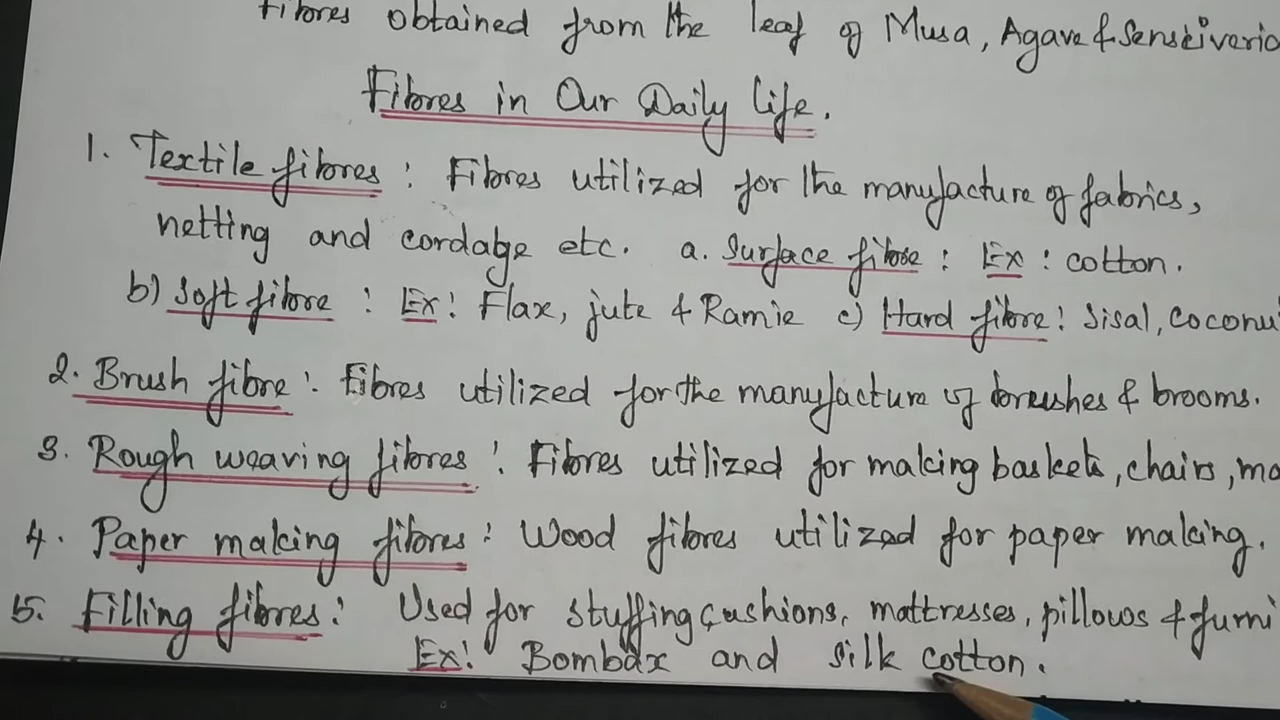 Fibres obtained from the leaf of Musa, Agave & Sanseiveria
Fibres in Our Daily life.
1. Textile fibres : Fibres utilized for the manufacture of fabrics,
netting and cordage etc. a. Surface fibre : Ex : cotton.
b) Soft fibre : Ex : Flax, jute & Ramie c) Hard fibre : Sisal, Coconu
2. Brush fibre : Fibres utilized for the manufacture of brushes & brooms.
3. Rough weaving fibres : Fibres utilized for making baskets, chairs, ma
4. Paper making fibres : Wood fibres utilized for paper making.
5. Filling fibres : Used for stuffing cushions, mattresses, pillows & furni
Ex : Bombax and silk cotton.